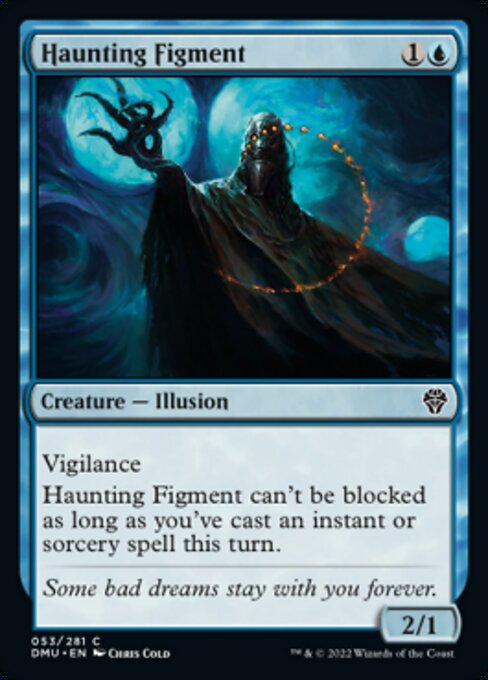 Haunting Figment 1
Creature — Illusion
Vigilance
Haunting Figment can't be blocked
as long as you've cast an instant or
sorcery spell this turn.
Some bad dreams stay with you forever.
2/1
053/281 C
DMU • EN Chris Cold
™ & © 2022 Wizards of the Coast